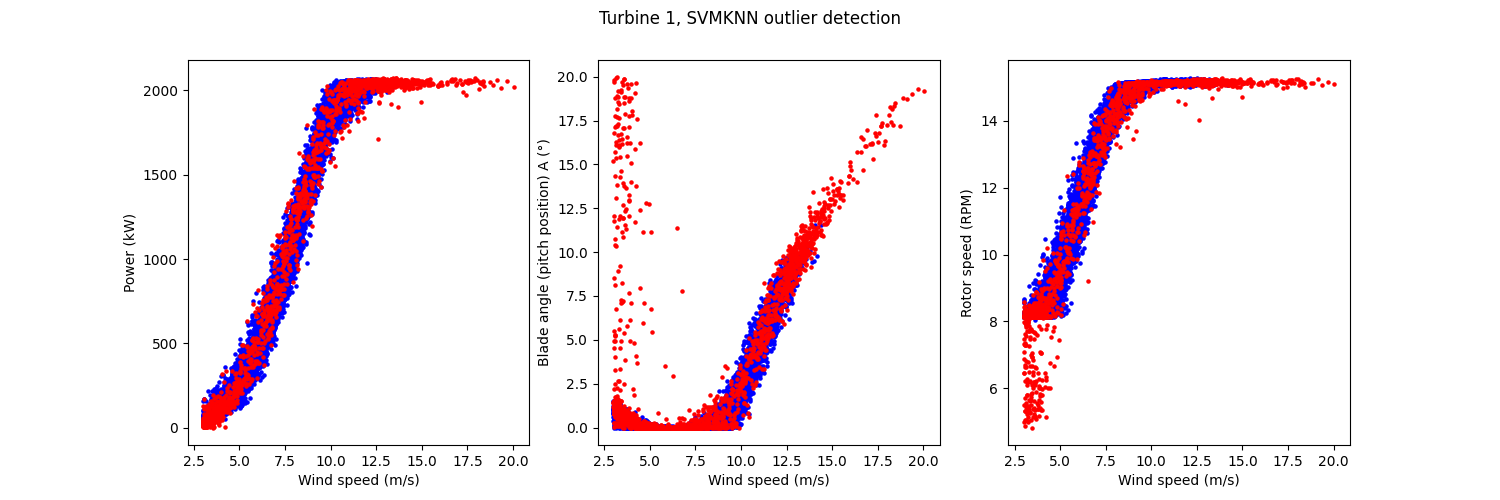 Turbine 1, SVMKNN outlier detection
Power (kW)
2000
1500
1000
500
0
2.5 5.0 7.5 10.0 12.5 15.0 17.5 20.0
Wind speed (m/s)
Blade angle (pitch position) A (°)
20.0
17.5
15.0
12.5
10.0
7.5
5.0
2.5
0.0
2.5 5.0 7.5 10.0 12.5 15.0 17.5 20.0
Wind speed (m/s)
Rotor speed (RPM)
14
12
10
8
6
2.5 5.0 7.5 10.0 12.5 15.0 17.5 20.0
Wind speed (m/s)